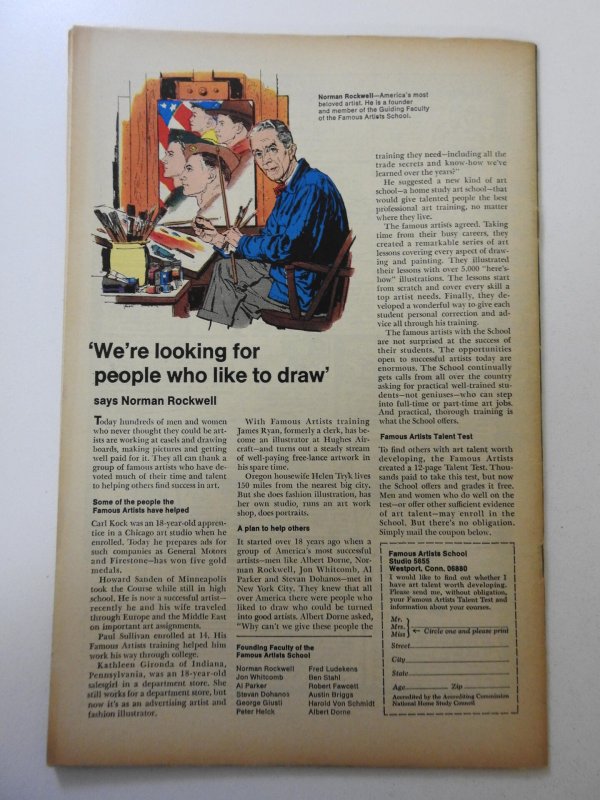 Norman Rockwell—America's most
beloved artist. He is a founder
and member of the Guiding Faculty
of the Famous Artists School.
'We're looking for
people who like to draw'
says Norman Rockwell
Today hundreds of men and women
who never thought they could be art-
ists are working at easels and drawing
boards, making pictures and getting
well paid for it. They all can thank a
group of famous artists who have de-
voted much of their time and talent
to helping others find success in art.
Some of the people the
Famous Artists have helped
Carl Kock was an 18-year-old appren-
tice in a Chicago art studio when he
enrolled. Today he prepares ads for
such companies as General Motors
and Firestone—has won five gold
medals.
Howard Sanden of Minneapolis
took the Course while still in high
school. He is now a successful artist—
recently he and his wife traveled
through Europe and the Middle East
on important art assignments.
Paul Sullivan enrolled at 14. His
Famous Artists training helped him
work his way through college.
Kathleen Gironda of Indiana,
Pennsylvania, was an 18-year-old
salesgirl in a department store. She
still works for a department store, but
now it's as an advertising artist and
fashion illustrator.
With Famous Artists training
James Ryan, formerly a clerk, has be-
come an illustrator at Hughes Air-
craft—and turns out a steady stream
of well-paying free-lance artwork in
his spare time.
Oregon housewife Helen Tryk lives
150 miles from the nearest big city.
But she does fashion illustration, has
her own studio, runs an art work
shop, does portraits.
A plan to help others
It started over 18 years ago when a
group of America's most successful
artists—men like Albert Dorne, Nor-
man Rockwell, Jon Whitcomb, Al
Parker and Stevan Dohanos—met in
New York City. They knew that all
over America there were people who
liked to draw who could be turned
into good artists. Albert Dorne asked,
"Why can't we give these people the
Founding Faculty of the
Famous Artists School
Norman Rockwell
Jon Whitcomb
Al Parker
Stevan Dohanos
George Giusti
Peter Helck
Fred Ludekens
Ben Stahl
Robert Fawcett
Austin Briggs
Harold Von Schmidt
Albert Dorne
training they need—including all the
trade secrets and know-how we've
learned over the years?"
He suggested a new kind of art
school—a home study art school—that
would give talented people the best
professional art training, no matter
where they live.
The famous artists agreed. Taking
time from their busy careers, they
created a remarkable series of art
lessons covering every aspect of draw-
ing and painting. They illustrated
their lessons with over 5,000 "here's-
how" illustrations. The lessons start
from scratch and cover every skill a
top artist needs. Finally, they de-
veloped a wonderful way to give each
student personal correction and ad-
vice all through his training.
The famous artists with the School
are not surprised at the success of
their students. The opportunities
open to successful artists today are
enormous. The School continually
gets calls from all over the country
asking for practical well-trained stu-
dents—not geniuses—who can step
into full-time or part-time art jobs.
And practical, thorough training is
what the School offers.
Famous Artists Talent Test
To find others with art talent worth
developing, the Famous Artists
created a 12-page Talent Test. Thou-
sands paid to take this test, but now
the School offers and grades it free.
Men and women who do well on the
test—or offer other sufficient evidence
of art talent—may enroll in the
School. But there's no obligation.
Simply mail the coupon below.
Famous Artists School
Studio 5655
Westport, Conn. 06880
I would like to find out whether I
have art talent worth developing.
Please send me, without obligation,
your Famous Artists Talent Test and
information about your courses.
Mr.
Mrs. ← Circle one and please print
Miss
Street
City
State
Age Zip
Accredited by the Accrediting Commission
National Home Study Council